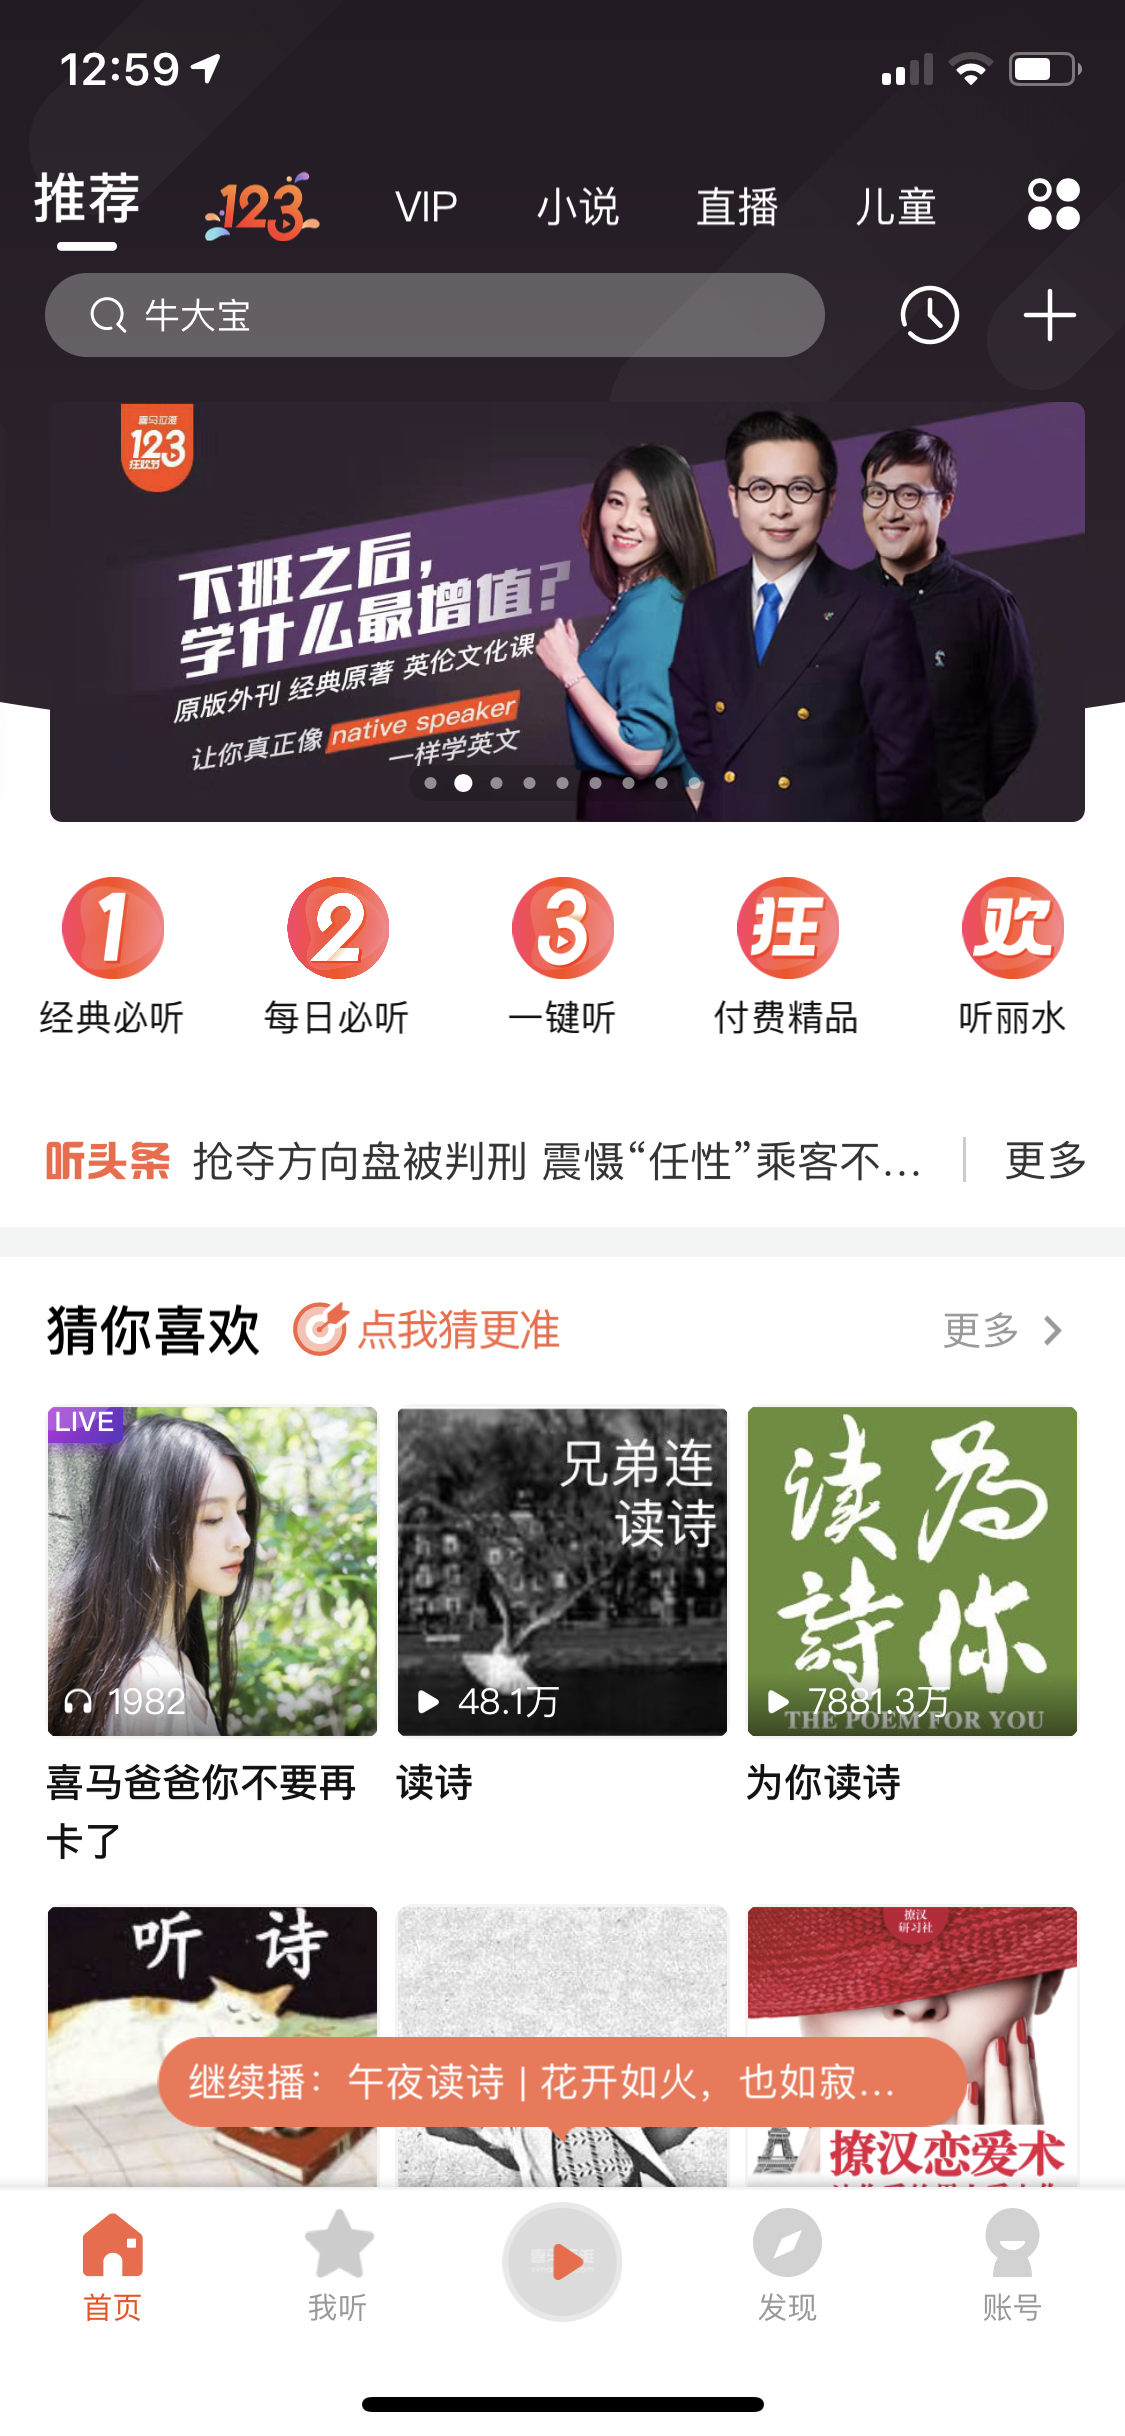 12:59
推荐 123 VIP 小说 直播 儿童
牛大宝
喜马拉雅
123
狂欢节
下班之后，
学什么最增值？
原版外刊 经典原著 英伦文化课
让你真正像 native speaker
一样学英文
1 2 3 狂 欢
经典必听 每日必听 一键听 付费精品 听丽水
听头条 抢夺方向盘被判刑 震慑“任性”乘客不... 更多
猜你喜欢 点我猜更准 更多
LIVE
1982
兄弟连
读诗
48.1万
读为
詩你
7881.3万
THE POEM FOR YOU
喜马爸爸你不要再
卡了
读诗
为你读诗
听 诗
撩汉
研习社
撩汉恋爱术
继续播：午夜读诗 | 花开如火，也如寂...
首页 我听 发现 账号